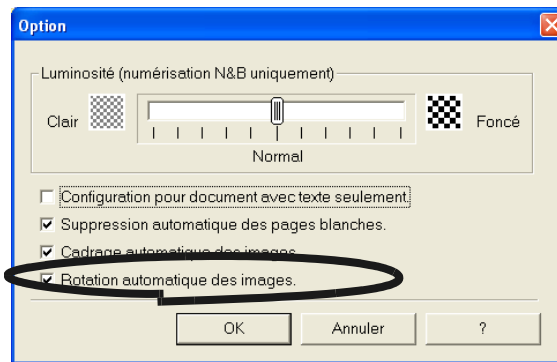 Option
Luminosité (numérisation N&B uniquement)
Clair
Foncé
Normal
Configuration pour document avec texte seulement.
Suppression automatique des pages blanches.
Cadrage automatique des images.
Rotation automatique des images.
OK
Annuler
?